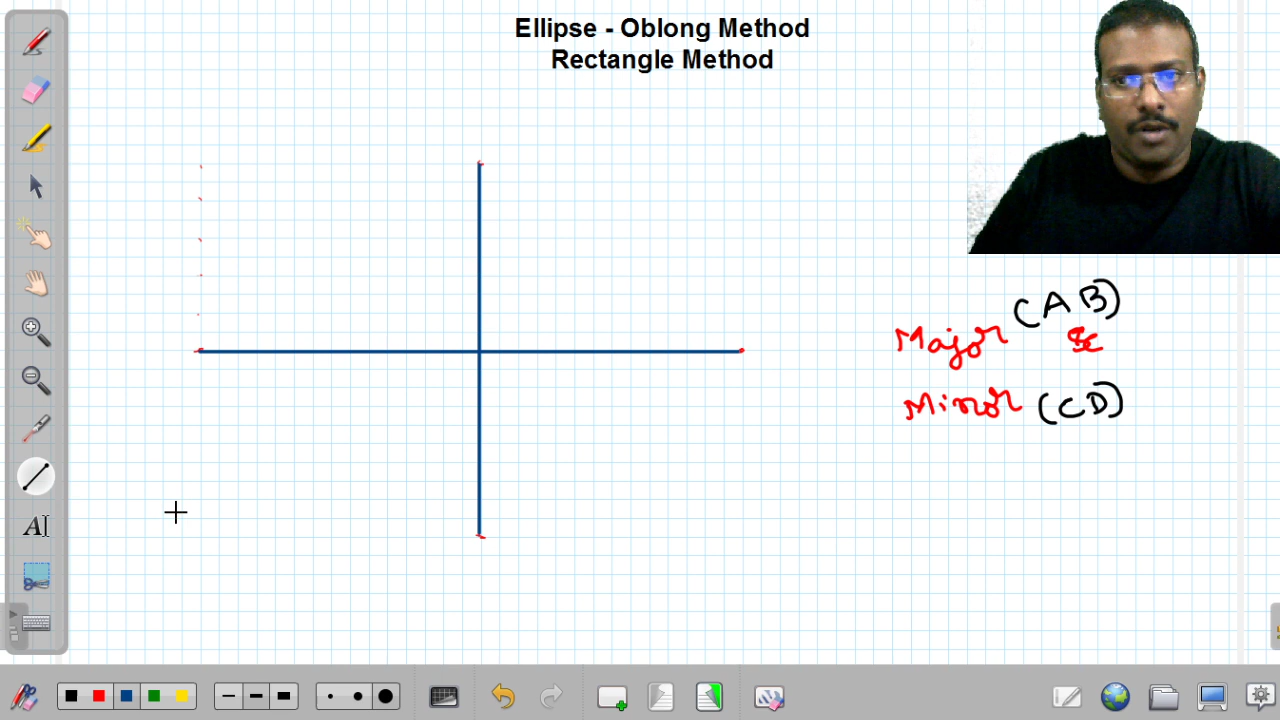 Ellipse - Oblong Method
Rectangle Method
Major (AB)
&
Minor (CD)
A